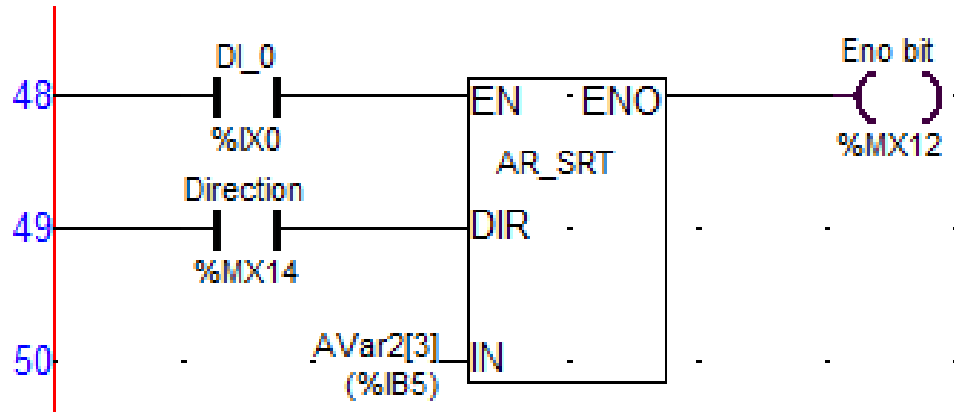 DI_0
Eno bit
48
EN
ENO
%IX0
%MX12
AR_SRT
Direction
49
DIR
%MX14
AVar2[3]
50
IN
(%IB5)